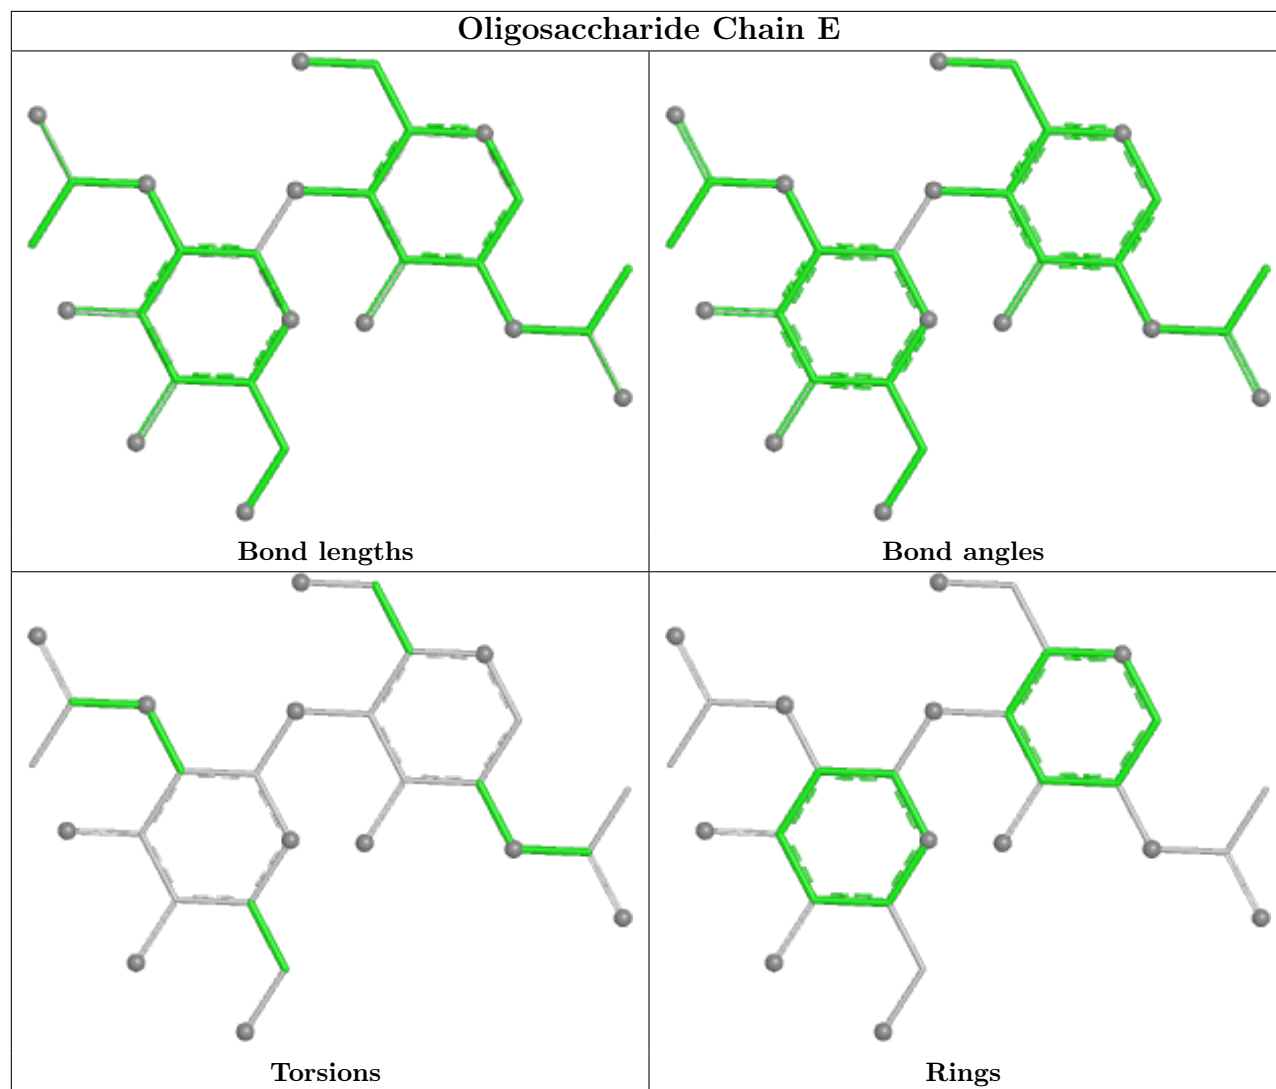 Oligosaccharide Chain E
Bond lengths
Bond angles
Torsions
Rings